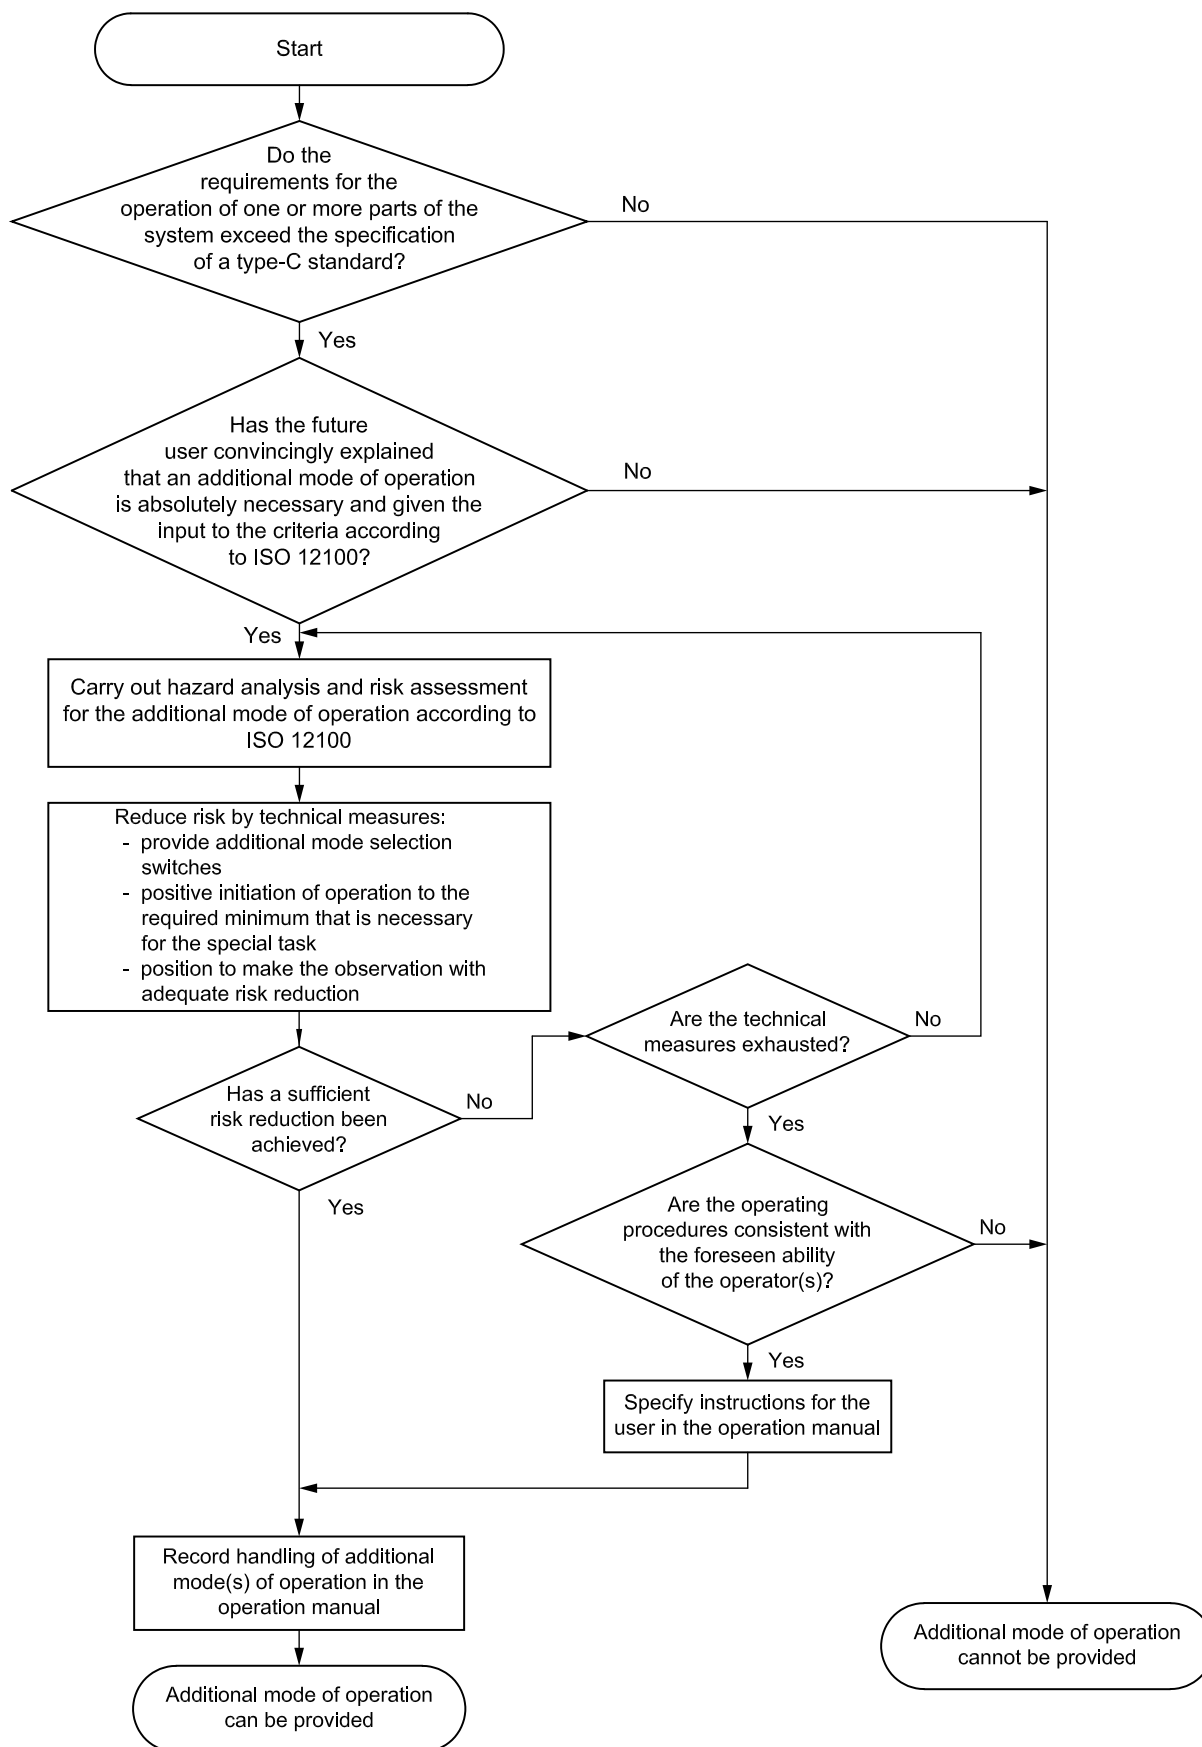 Start
Do the
requirements for the
operation of one or more parts of the
system exceed the specification
of a type-C standard?
No
Yes
Has the future
user convincingly explained
that an additional mode of operation
is absolutely necessary and given the
input to the criteria according
to ISO 12100?
No
Yes
Carry out hazard analysis and risk assessment
for the additional mode of operation according to
ISO 12100
Reduce risk by technical measures:
- provide additional mode selection
switches
- positive initiation of operation to the
required minimum that is necessary
for the special task
- position to make the observation with
adequate risk reduction
Are the technical
measures exhausted?
No
Has a sufficient
risk reduction been
achieved?
No
Yes
Yes
Are the operating
procedures consistent with
the foreseen ability
of the operator(s)?
No
Yes
Specify instructions for the
user in the operation manual
Record handling of additional
mode(s) of operation in the
operation manual
Additional mode of operation
cannot be provided
Additional mode of operation
can be provided